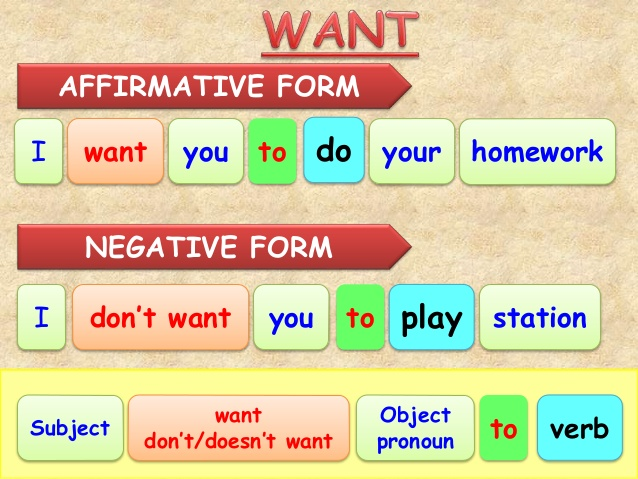 WANT
AFFIRMATIVE FORM
I want you to do your homework
NEGATIVE FORM
I don't want you to play station
Subject want don't/doesn't want Object pronoun to verb